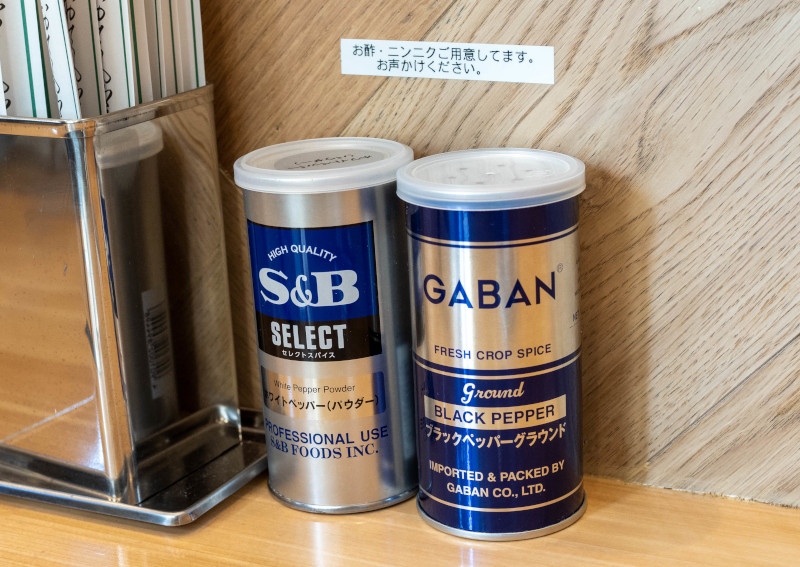 お酢・ニンニクご用意してます。
お声かけください。
HIGH QUALITY
S&B
SELECT
セレクトスパイス
White Pepper Powder
ホワイトペッパー(パウダー)
PROFESSIONAL USE
S&B FOODS INC.
GABAN®
FRESH CROP SPICE
Ground
BLACK PEPPER
ブラックペッパーグラウンド
IMPORTED & PACKED BY
GABAN CO., LTD.